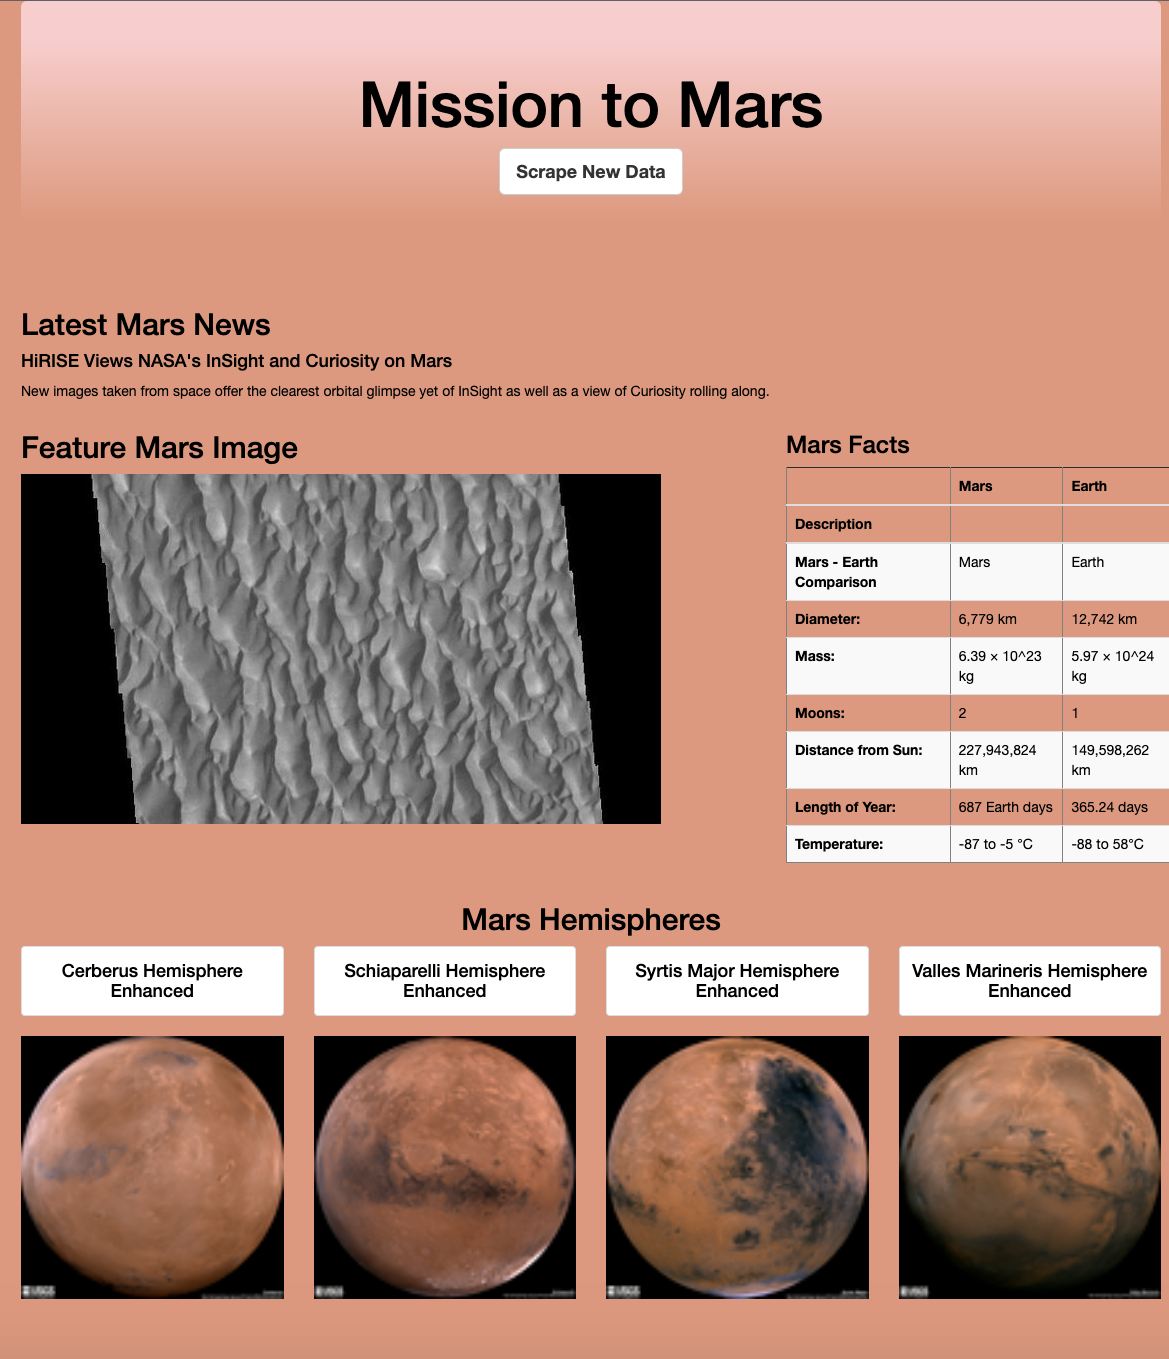 Mission to Mars
Scrape New Data
Latest Mars News
HiRISE Views NASA's InSight and Curiosity on Mars
New images taken from space offer the clearest orbital glimpse yet of InSight as well as a view of Curiosity rolling along.
Feature Mars Image
Mars Facts
Mars Earth
Description
Mars - Earth
Comparison
Mars Earth
Diameter: 6,779 km 12,742 km
Mass: 6.39 × 10^23
kg
5.97 × 10^24
kg
Moons: 2 1
Distance from Sun: 227,943,824
km
149,598,262
km
Length of Year: 687 Earth days 365.24 days
Temperature: -87 to -5 °C -88 to 58°C
Mars Hemispheres
Cerberus Hemisphere
Enhanced
Schiaparelli Hemisphere
Enhanced
Syrtis Major Hemisphere
Enhanced
Valles Marineris Hemisphere
Enhanced
USGS
USGS
USGS
USGS